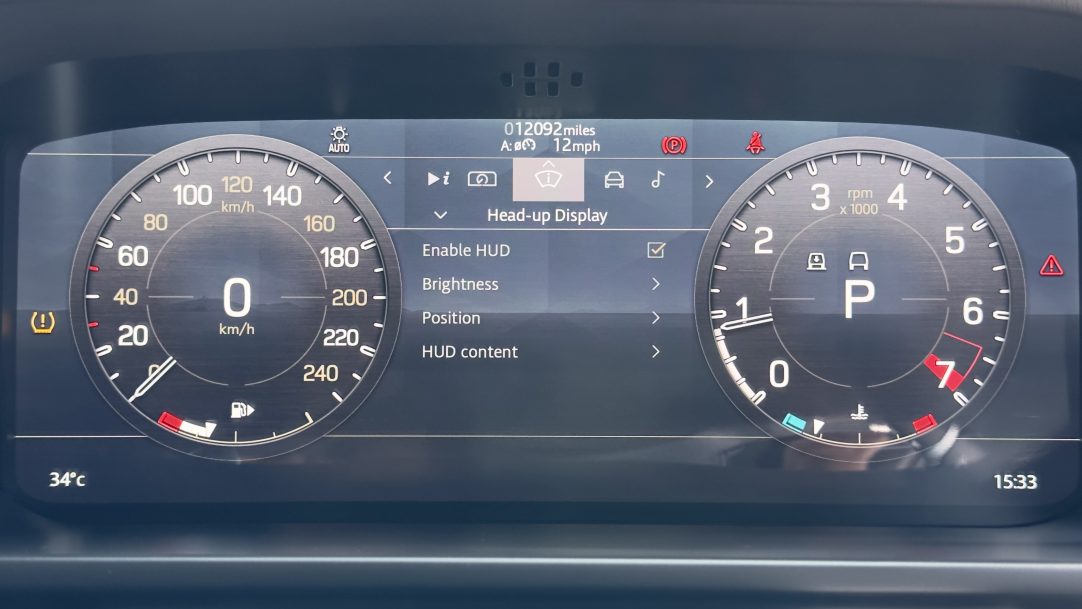 012092miles
AUTO
A: 12mph
(P)
i
Head-up Display
Enable HUD
Brightness
Position
HUD content
0
20
40
60
80
100
120
km/h
140
160
180
200
220
240
0
km/h
0
1
2
3
rpm
x 1000
4
5
6
7
P
34°c
15:33